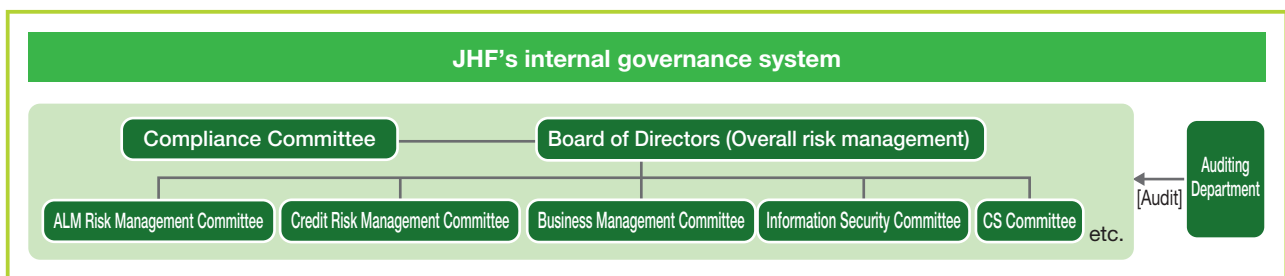 JHF's internal governance system
Compliance Committee
Board of Directors (Overall risk management)
ALM Risk Management Committee
Credit Risk Management Committee
Business Management Committee
Information Security Committee
CS Committee
etc.
[Audit]
Auditing
Department